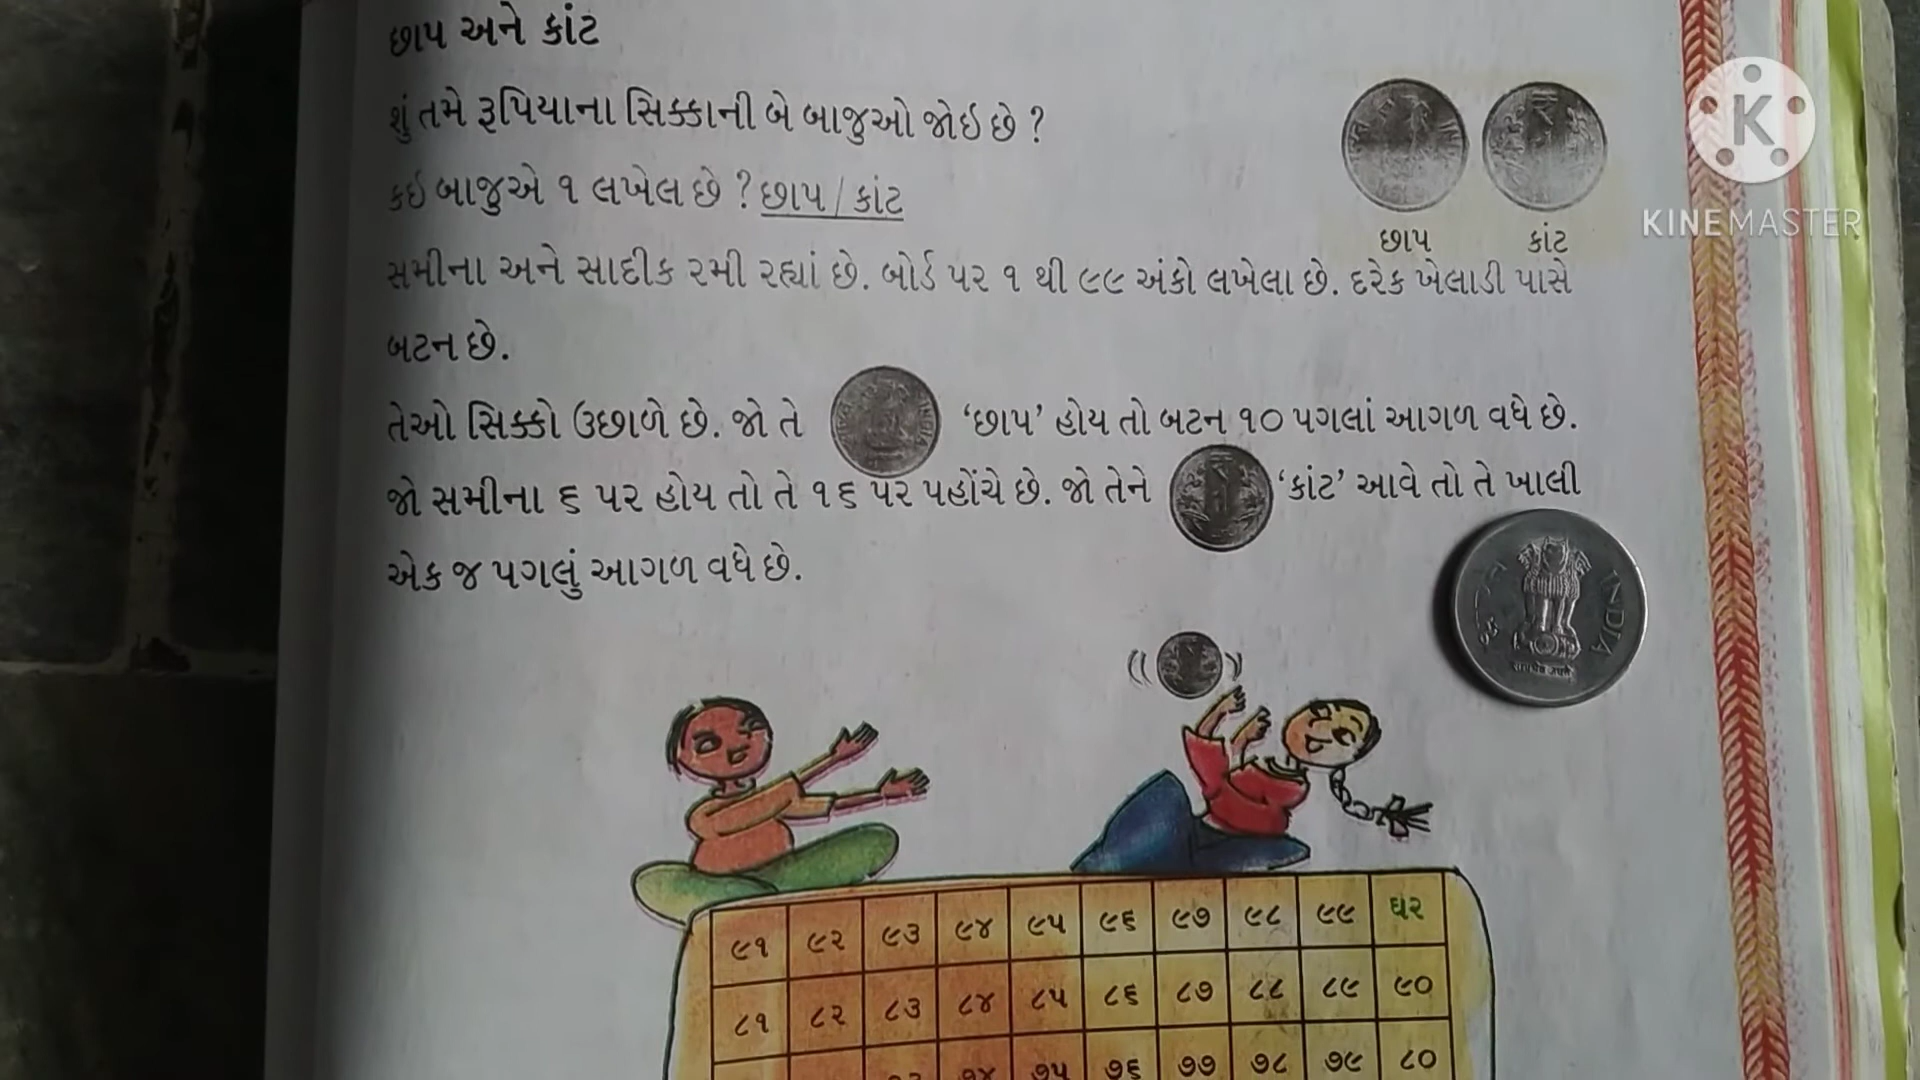 છાપ અને કાંટ
શું તમે રૂપિયાના સિક્કાની બે બાજુઓ જોઇ છે ?
કઇ બાજુએ ૧ લખેલ છે ? છાપ / કાંટ
છાપ કાંટ
K
KINEMASTER
સમીના અને સાદીક રમી રહ્યાં છે. બોર્ડ પર ૧ થી ૯૯ અંકો લખેલા છે. દરેક ખેલાડી પાસે
બટન છે.
તેઓ સિક્કો ઉછાળે છે. જો તે ‘છાપ’ હોય તો બટન ૧૦ પગલાં આગળ વધે છે.
જો સમીના ૬ પર હોય તો તે ૧૬ પર પહોંચે છે. જો તેને ‘કાંટ’ આવે તો તે ખાલી
એક જ પગલું આગળ વધે છે.
INDIA
૯૧ ૯૨ ૯૩ ૯૪ ૯૫ ૯૬ ૯૭ ૯૮ ૯૯ ઘર
૮૧ ૮૨ ૮૩ ૮૪ ૮૫ ૮૬ ૮૭ ૮૮ ૮૯ ૯૦
૭૫ ૭૬ ૭૭ ૭૮ ૭૯ ૮૦